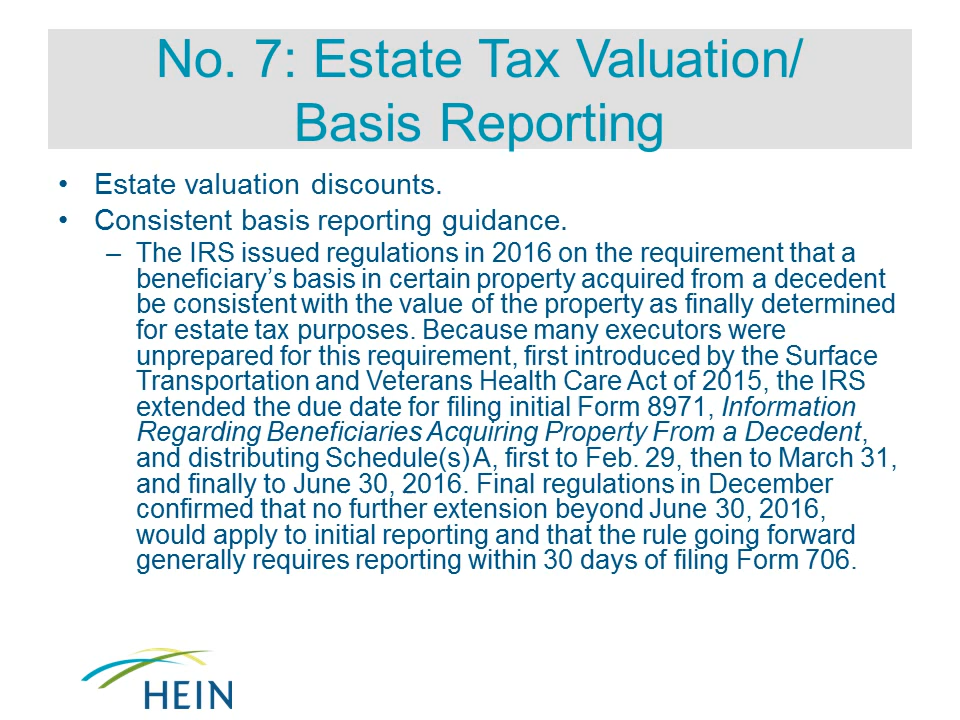 No. 7: Estate Tax Valuation/
Basis Reporting
• Estate valuation discounts.
• Consistent basis reporting guidance.
– The IRS issued regulations in 2016 on the requirement that a
beneficiary’s basis in certain property acquired from a decedent
be consistent with the value of the property as finally determined
for estate tax purposes. Because many executors were
unprepared for this requirement, first introduced by the Surface
Transportation and Veterans Health Care Act of 2015, the IRS
extended the due date for filing initial Form 8971, Information
Regarding Beneficiaries Acquiring Property From a Decedent,
and distributing Schedule(s) A, first to Feb. 29, then to March 31,
and finally to June 30, 2016. Final regulations in December
confirmed that no further extension beyond June 30, 2016,
would apply to initial reporting and that the rule going forward
generally requires reporting within 30 days of filing Form 706.
HEIN